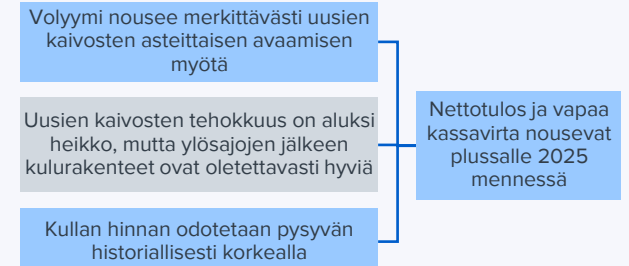 Volyymi nousee merkittävästi uusien
kaivosten asteittaisen avaamisen
myötä
Uusien kaivosten tehokkuus on aluksi
heikko, mutta ylösajojen jälkeen
kulurakenteet ovat oletettavasti hyviä
Kullan hinnan odotetaan pysyvän
historiallisesti korkealla
Nettotulos ja vapaa
kassavirta nousevat
plussalle 2025
mennessä